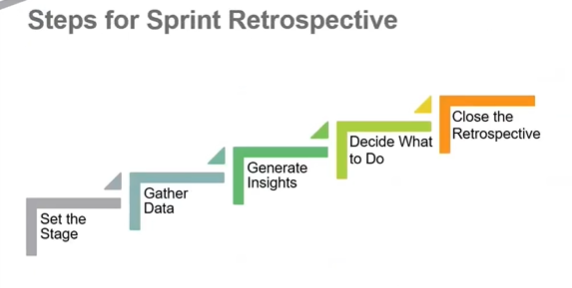 Steps for Sprint Retrospective
Set the
Stage
Gather
Data
Generate
Insights
Decide What
to Do
Close the
Retrospective